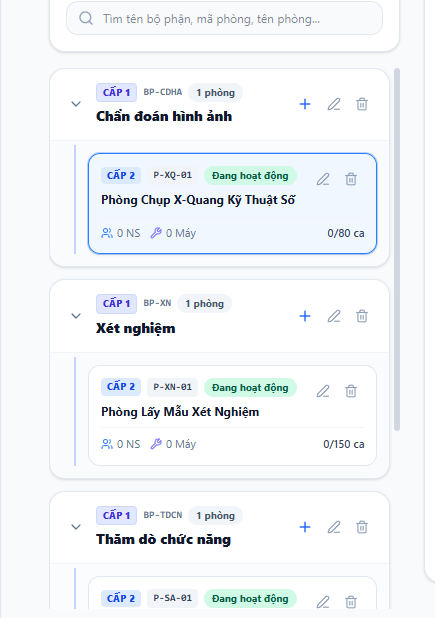 Tìm tên bộ phận, mã phòng, tên phòng...
CẤP 1 BP-CDHA 1 phòng
Chẩn đoán hình ảnh
CẤP 2 P-XQ-01 Đang hoạt động
Phòng Chụp X-Quang Kỹ Thuật Số
0 NS 0 Máy 0/80 ca
CẤP 1 BP-XN 1 phòng
Xét nghiệm
CẤP 2 P-XN-01 Đang hoạt động
Phòng Lấy Mẫu Xét Nghiệm
0 NS 0 Máy 0/150 ca
CẤP 1 BP-TDCN 1 phòng
Thăm dò chức năng
CẤP 2 P-SA-01 Đang hoạt động